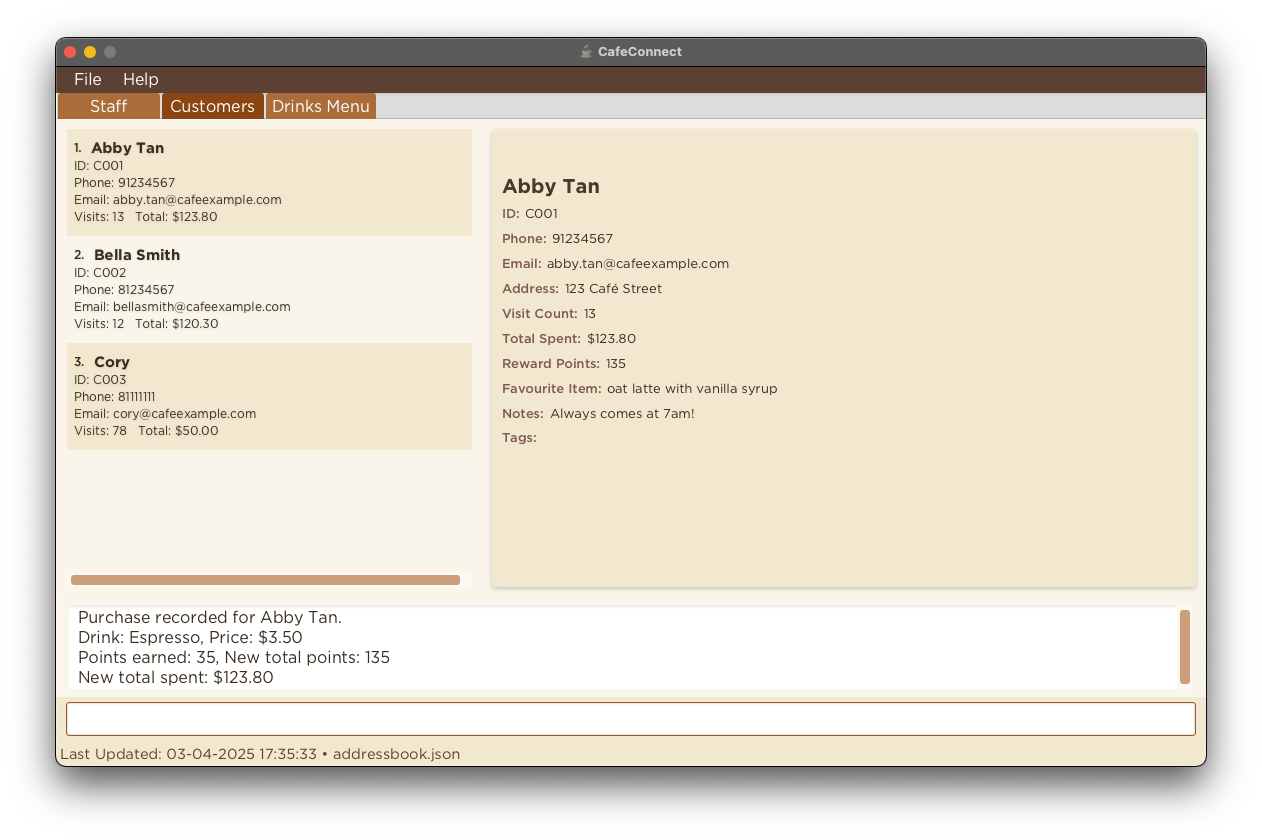 CafeConnect
File Help
Staff Customers Drinks Menu
1. Abby Tan
ID: C001
Phone: 91234567
Email: abby.tan@cafeexample.com
Visits: 13 Total: $123.80
2. Bella Smith
ID: C002
Phone: 81234567
Email: bellasmith@cafeexample.com
Visits: 12 Total: $120.30
3. Cory
ID: C003
Phone: 81111111
Email: cory@cafeexample.com
Visits: 78 Total: $50.00
Abby Tan
ID: C001
Phone: 91234567
Email: abby.tan@cafeexample.com
Address: 123 Café Street
Visit Count: 13
Total Spent: $123.80
Reward Points: 135
Favourite Item: oat latte with vanilla syrup
Notes: Always comes at 7am!
Tags:
Purchase recorded for Abby Tan.
Drink: Espresso, Price: $3.50
Points earned: 35, New total points: 135
New total spent: $123.80
Last Updated: 03-04-2025 17:35:33 • addressbook.json